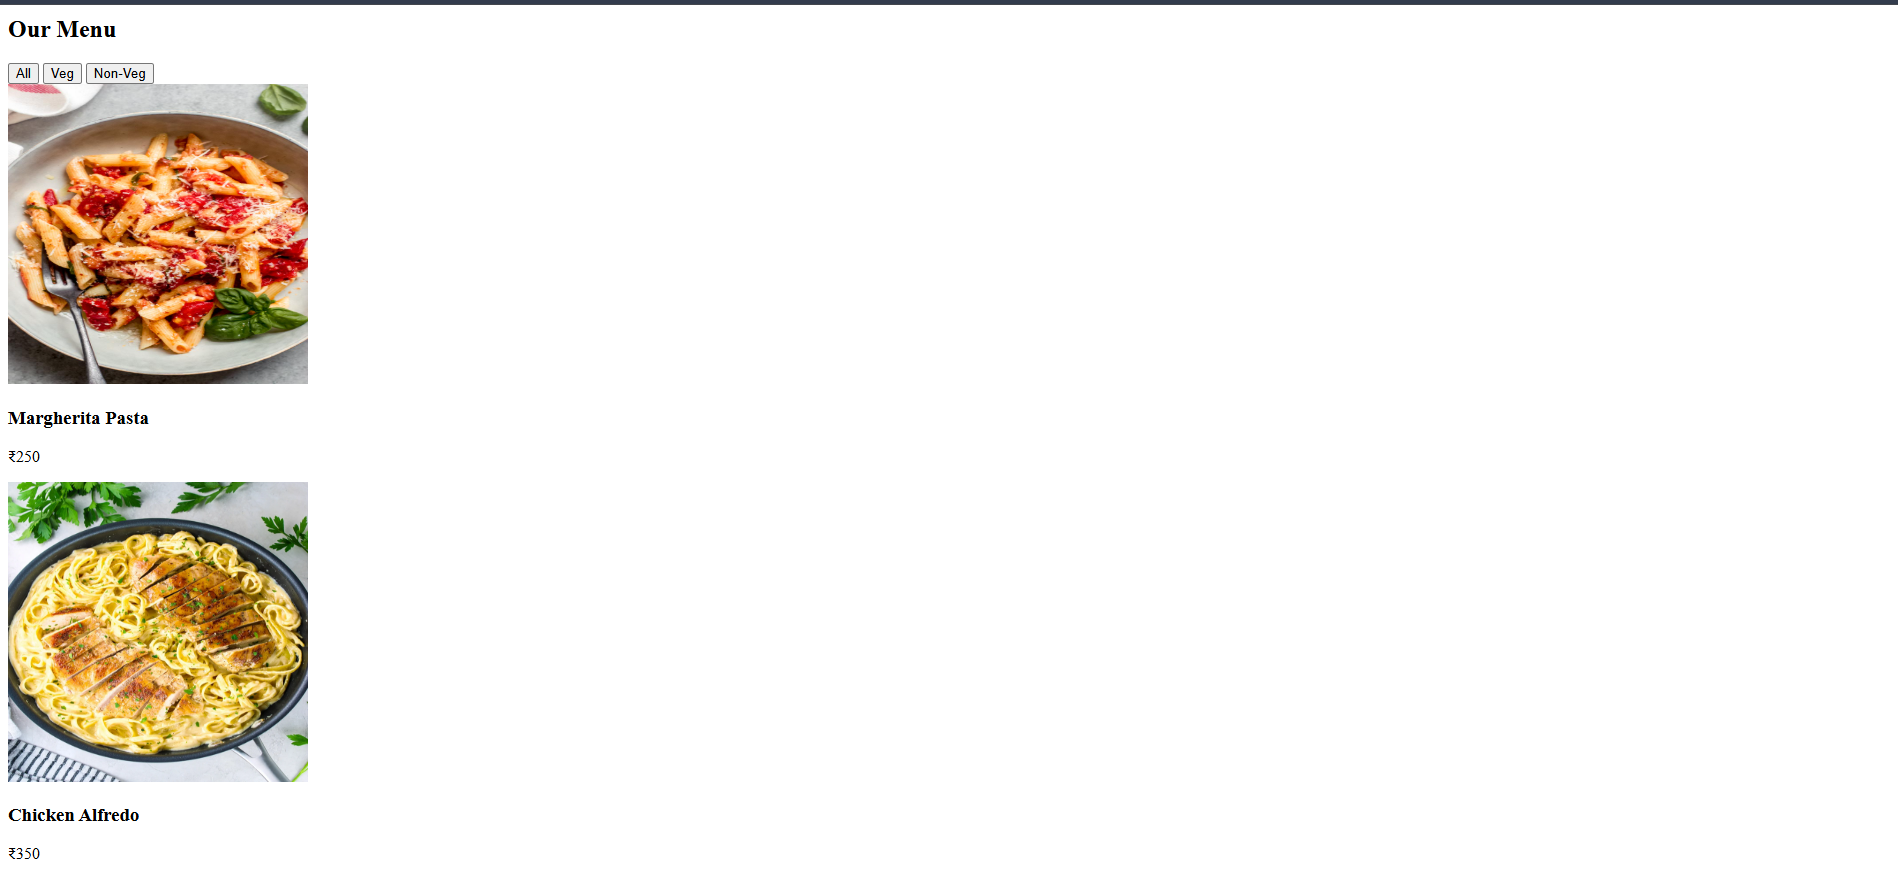 Our Menu
All Veg Non-Veg
Margherita Pasta
₹250
Chicken Alfredo
₹350